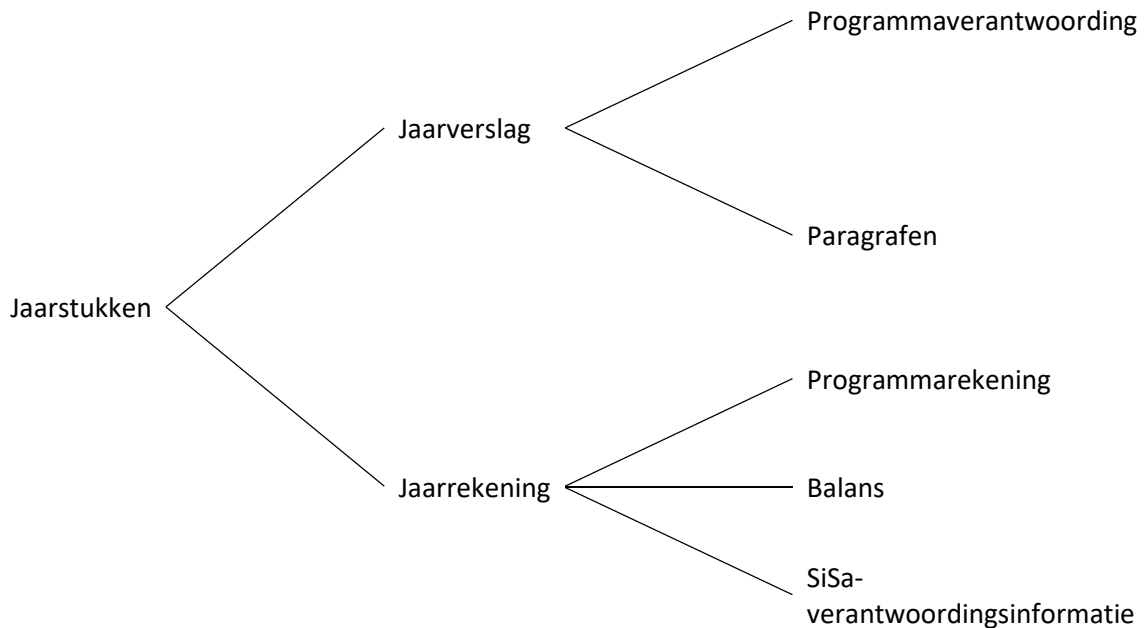 Programmaverantwoording
Jaarverslag
Paragrafen
Jaarstukken
Programmarekening
Jaarrekening
Balans
SiSa-
verantwoordingsinformatie